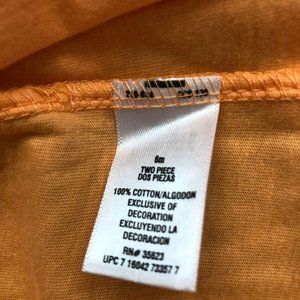 6m
TWO PIECE
DOS PIEZAS
100% COTTON/ALGODON
EXCLUSIVE OF
DECORATION
EXCLUYENDO LA
DECORACION
RN# 35623
UPC 7 16042 73357 7